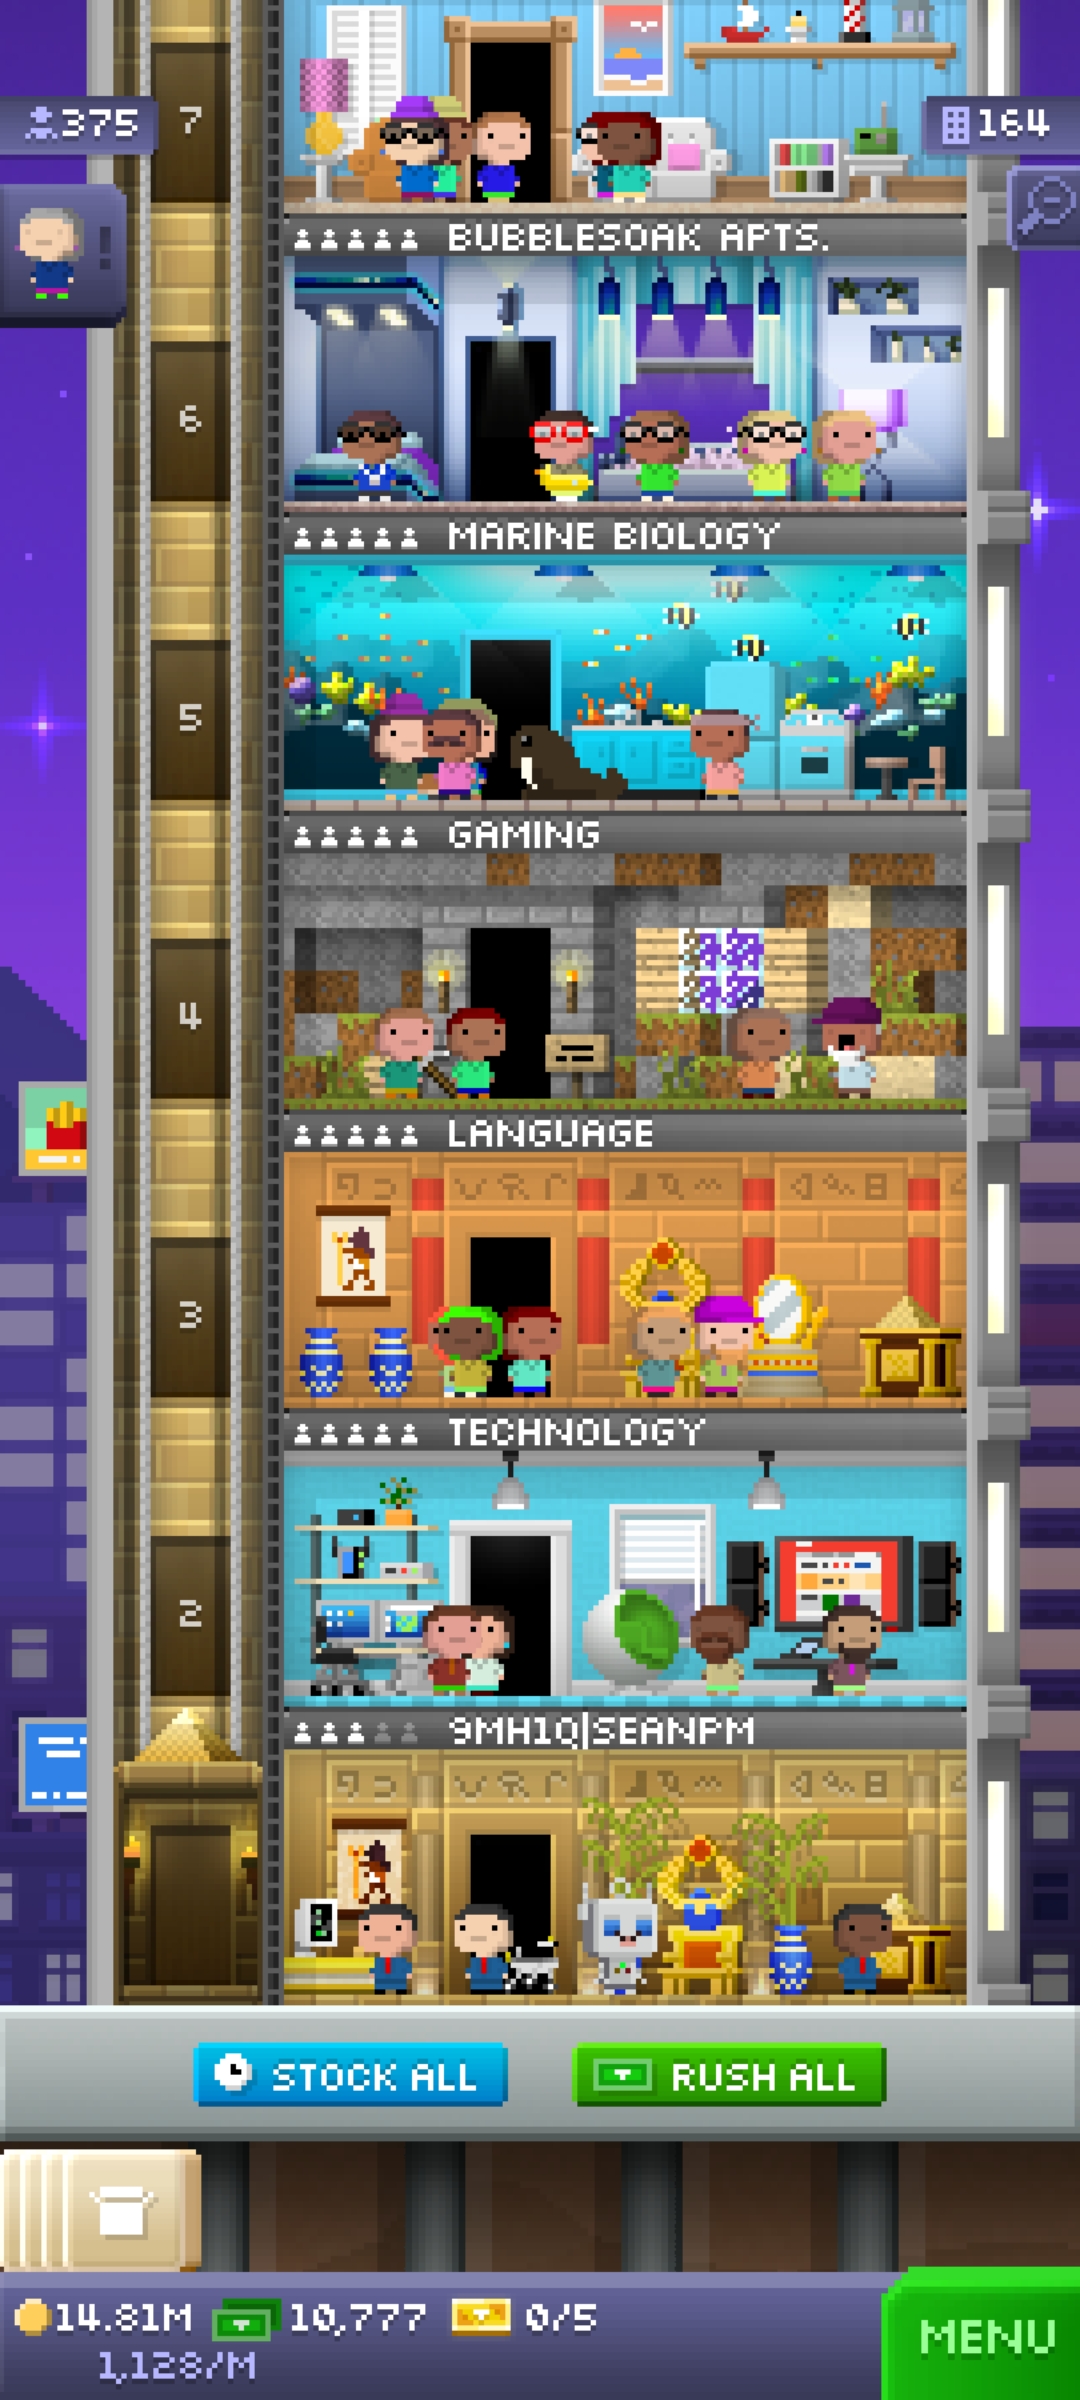 7
375
164
!
BUBBLESOAK APTS.
6
MARINE BIOLOGY
5
GAMING
4
LANGUAGE
3
TECHNOLOGY
2
9MH1Q|SEANPM
STOCK ALL
RUSH ALL
14.81M
10,777
0/5
1,128/M
MENU